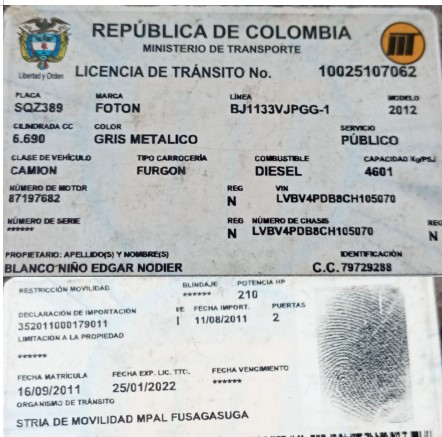 REPÚBLICA DE COLOMBIA
MINISTERIO DE TRANSPORTE
Libertad y Orden
LICENCIA DE TRÁNSITO No. 10025107062
PLACA MARCA LÍNEA MODELO
SQZ389 FOTON BJ1133VJPGG-1 2012
CILINDRADA CC COLOR SERVICIO
6.690 GRIS METALICO PÚBLICO
CLASE DE VEHÍCULO TIPO CARROCERÍA COMBUSTIBLE CAPACIDAD Kg/PSJ
CAMION FURGON DIESEL 4601
NÚMERO DE MOTOR REG VIN
87197682 N LVBV4PDB8CH105070
NÚMERO DE SERIE REG NÚMERO DE CHASIS REG
****** N LVBV4PDB8CH105070 N
PROPIETARIO: APELLIDO(S) Y NOMBRE(S) IDENTIFICACIÓN
BLANCO NIÑO EDGAR NODIER C.C. 79729288
RESTRICCIÓN MOVILIDAD BLINDAJE POTENCIA HP
****** 210
DECLARACIÓN DE IMPORTACIÓN I/E FECHA IMPORT. PUERTAS
352011000179011 I 11/08/2011 2
LIMITACIÓN A LA PROPIEDAD
******
FECHA MATRÍCULA FECHA EXP. LIC. TTO. FECHA VENCIMIENTO
16/09/2011 25/01/2022 ******
ORGANISMO DE TRÁNSITO
STRIA DE MOVILIDAD MPAL FUSAGASUGA